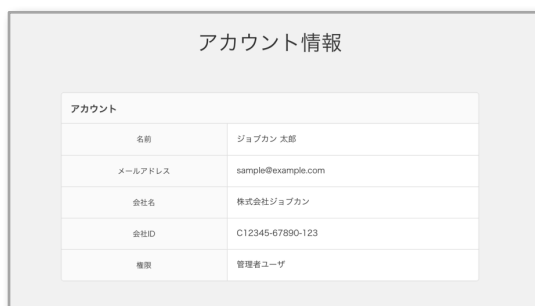 アカウント情報
アカウント
名前 ジョブカン 太郎
メールアドレス sample@example.com
会社名 株式会社ジョブカン
会社ID C12345-67890-123
権限 管理者ユーザ